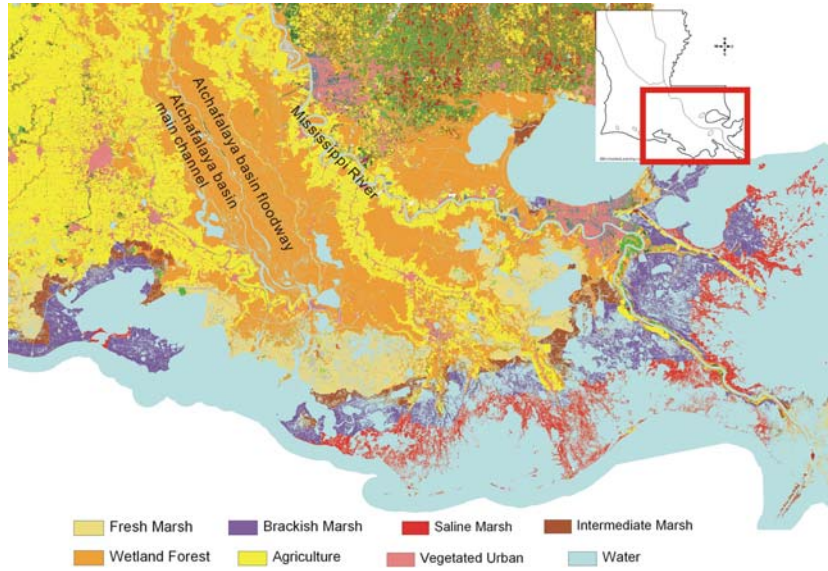 Atchafalaya basin floodway
Atchafalaya basin
main channel
Mississippi River
Fresh Marsh
Brackish Marsh
Saline Marsh
Intermediate Marsh
Wetland Forest
Agriculture
Vegetated Urban
Water